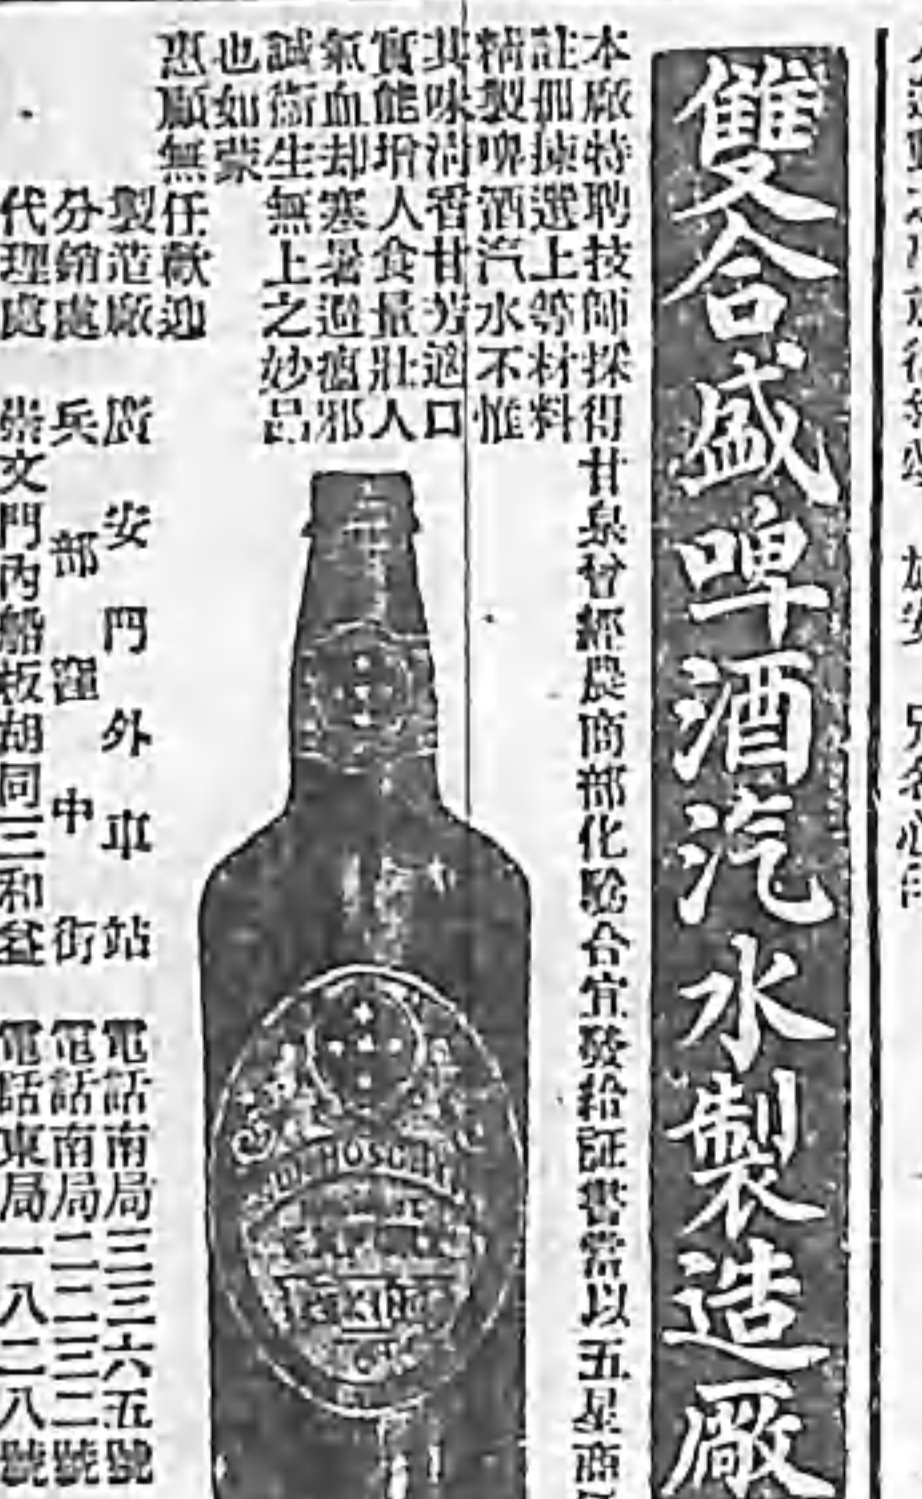 雙合盛啤酒汽水製造廠
本廠特聘技師採得甘泉曾經農商部化驗合宜發給証書當以五星商
註冊揀選上等材料
精製啤酒汽水不惟
其味清香甘芳適口
實能增人食量壯人
氣血却寒暑避瘟邪
誠衛生無上之妙品
也如蒙
惠顧無任歡迎
製造廠 廣安門外車站 電話南局三三六五號
分銷處 兵部窪中街 電話南局二二三二號
代理處 崇文門內船板胡同三和公 電話東局一八二八號
HOSCHENG
PEKING